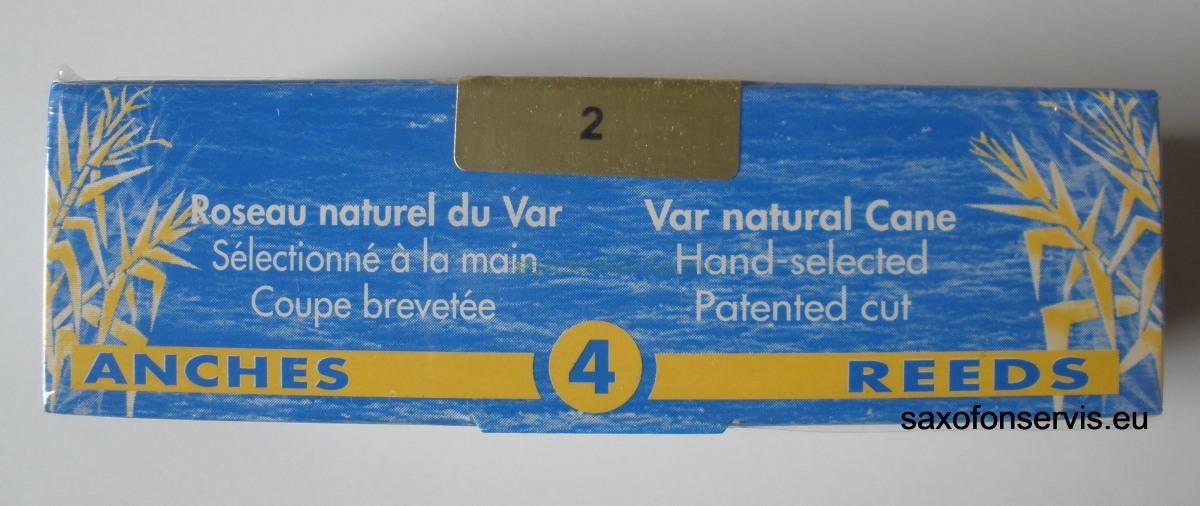 2
Roseau naturel du Var
Sélectionné à la main
Coupe brevetée
Var natural Cane
Hand-selected
Patented cut
ANCHES 4 REEDS
saxofonservis.eu